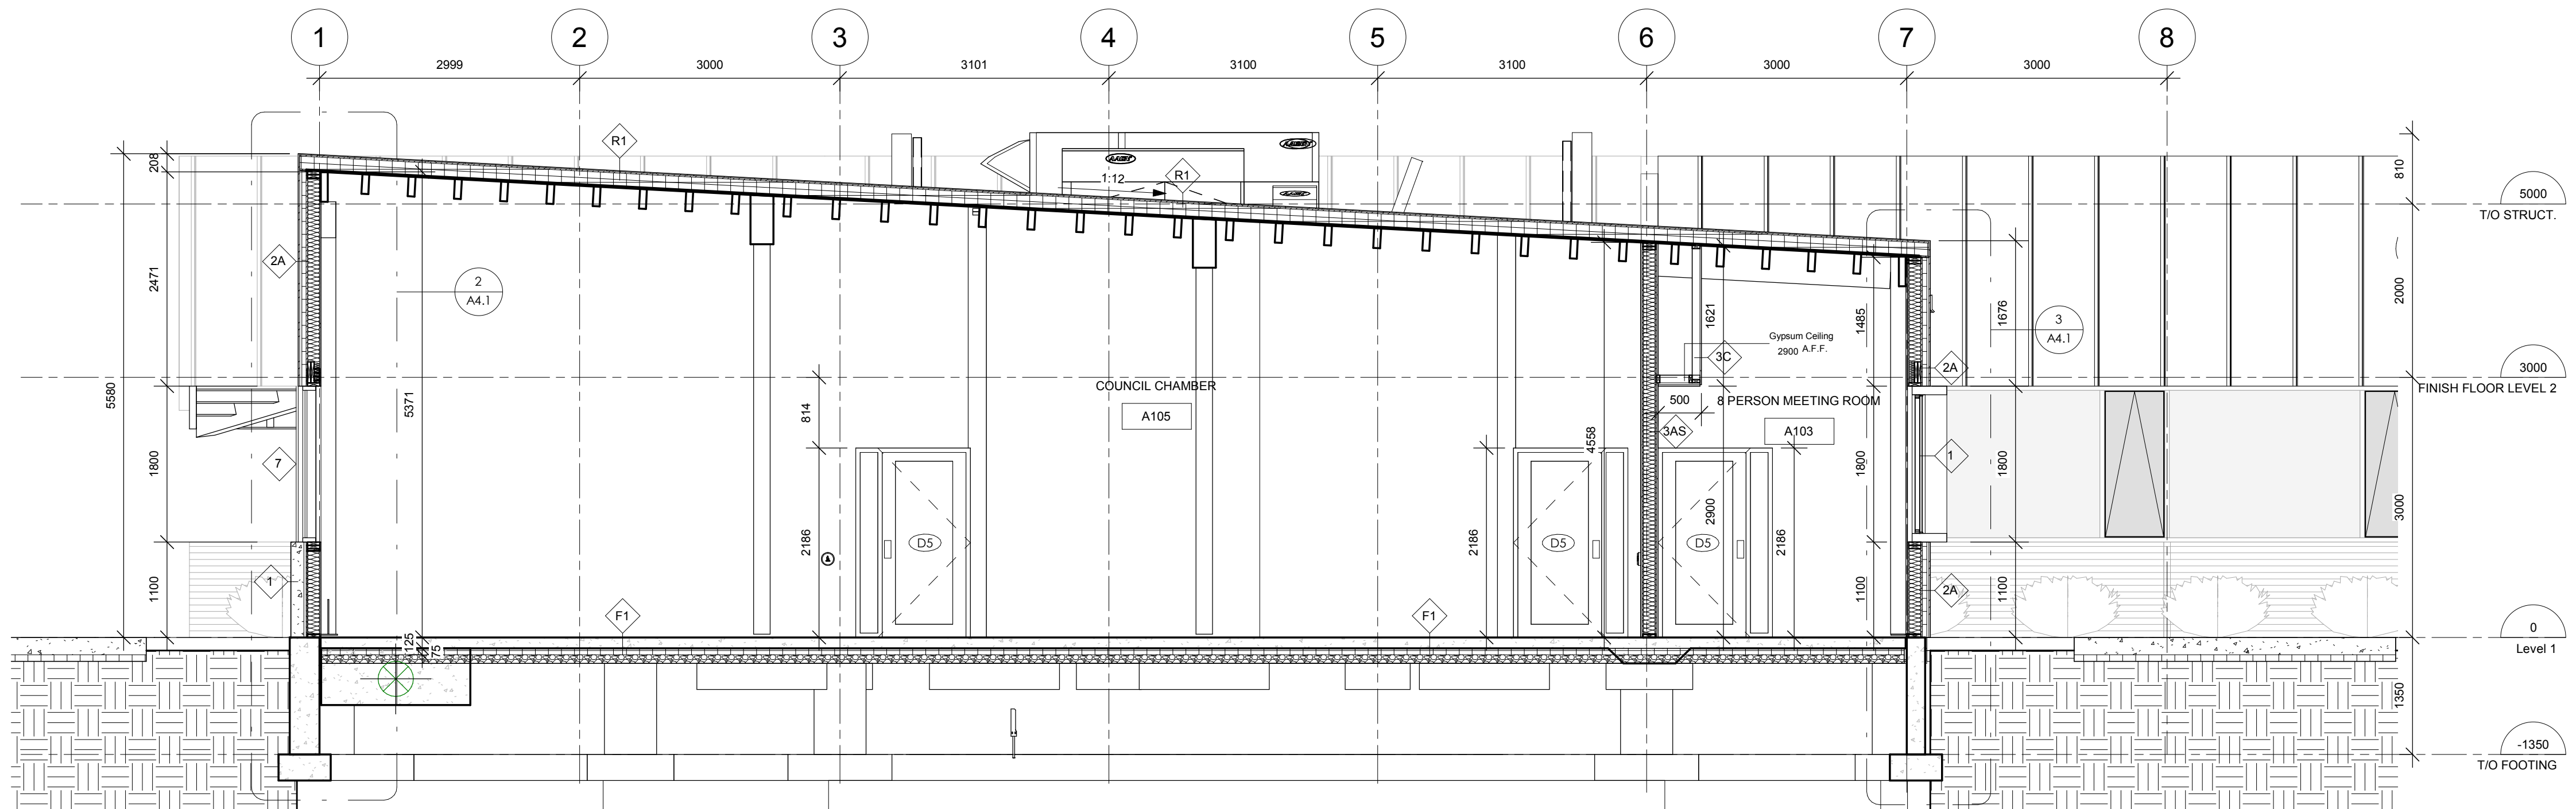 1 2 3 4 5 6 7 8
2999 3000 3101 3100 3100 3000 3000
R1
208
810
AAON
AAON
1:12
R1
AAON
5000
T/O STRUCT.
2A
2471
2
A4.1
2000
1621
1485
1676
3
A4.1
Gypsum Ceiling
2900 A.F.F.
3C
2A
3000
FINISH FLOOR LEVEL 2
5580
5371
814
COUNCIL CHAMBER
A105
500
8 PERSON MEETING ROOM
A103
3AS
4558
7
1800
1800
1
1800
2186
D5
2186
D5
2900
D5
2186
3000
1
1100
1100
2A
1100
F1
F1
0
Level 1
125
75
1350
-1350
T/O FOOTING